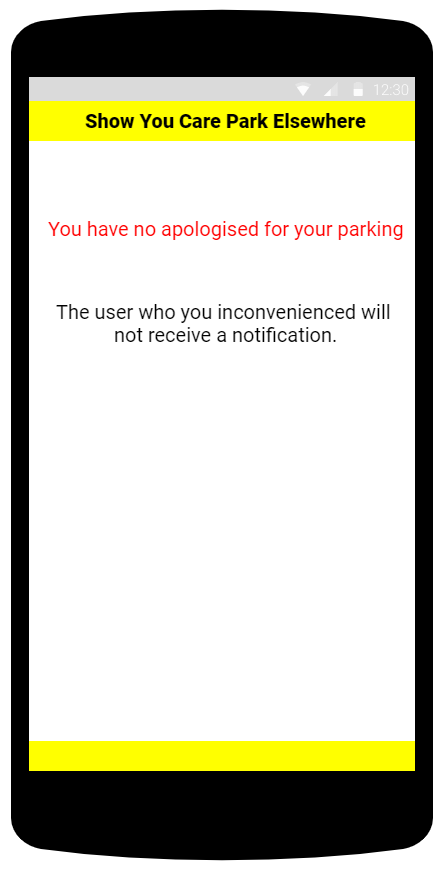 12:30
Show You Care Park Elsewhere
You have no apologised for your parking
The user who you inconvenienced will
not receive a notification.